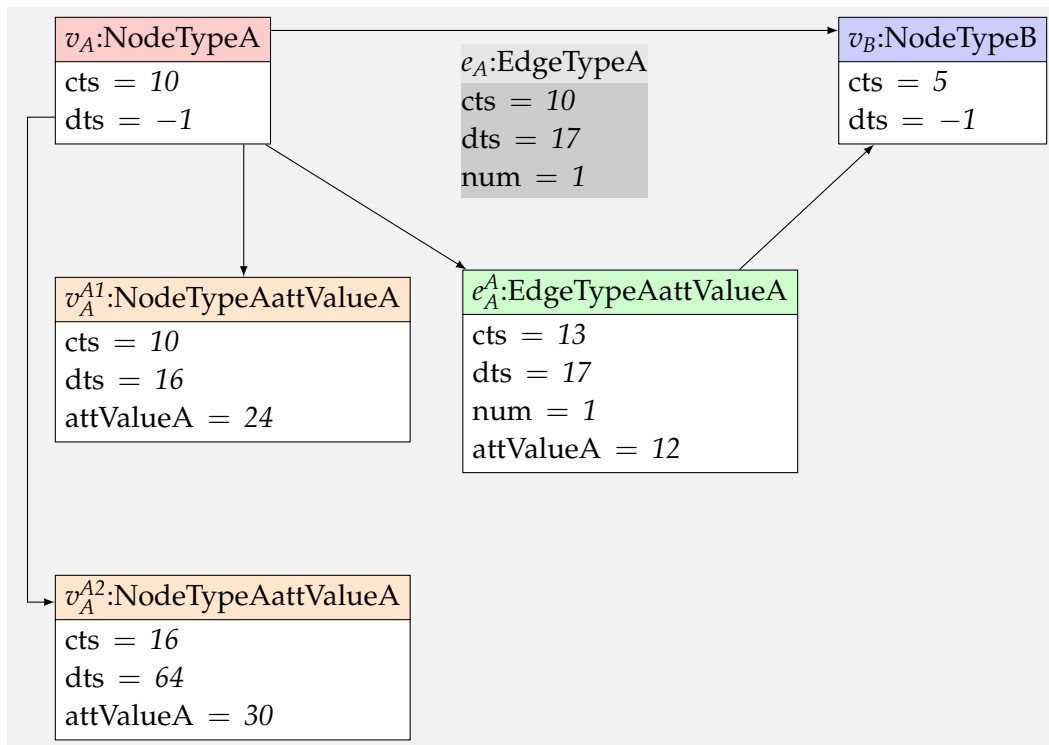 v_A:NodeTypeA
cts = 10
dts = −1
e_A:EdgeTypeA
cts = 10
dts = 17
num = 1
v_B:NodeTypeB
cts = 5
dts = −1
v_A^{A1}:NodeTypeAattValueA
cts = 10
dts = 16
attValueA = 24
e_A^A:EdgeTypeAattValueA
cts = 13
dts = 17
num = 1
attValueA = 12
v_A^{A2}:NodeTypeAattValueA
cts = 16
dts = 64
attValueA = 30